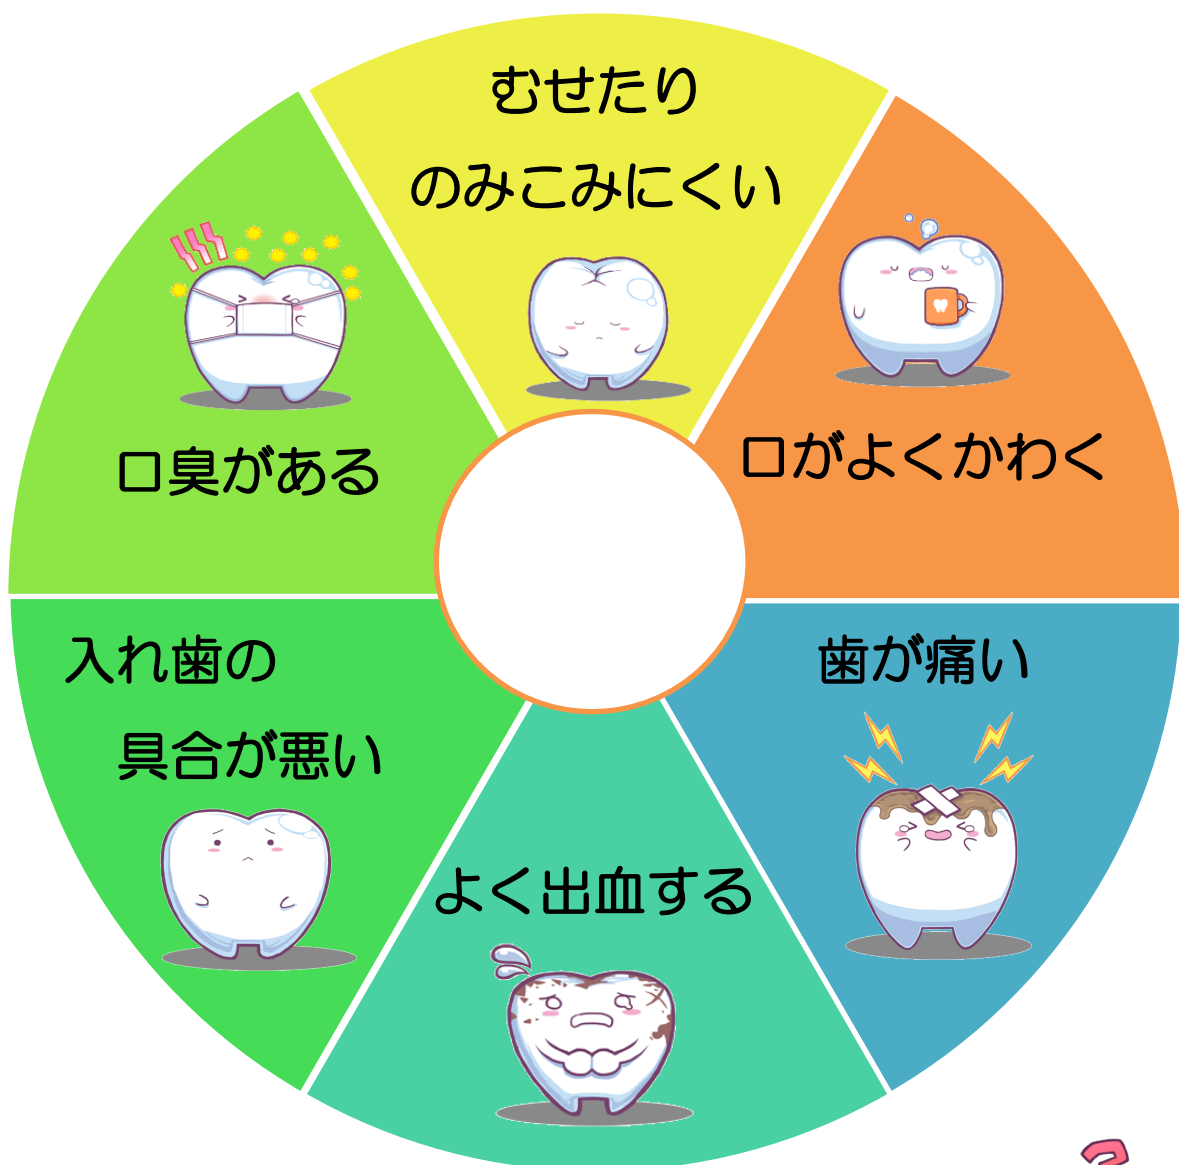 むせたり
のみこみにくい
口がよくかわく
口臭がある
入れ歯の
具合が悪い
歯が痛い
よく出血する